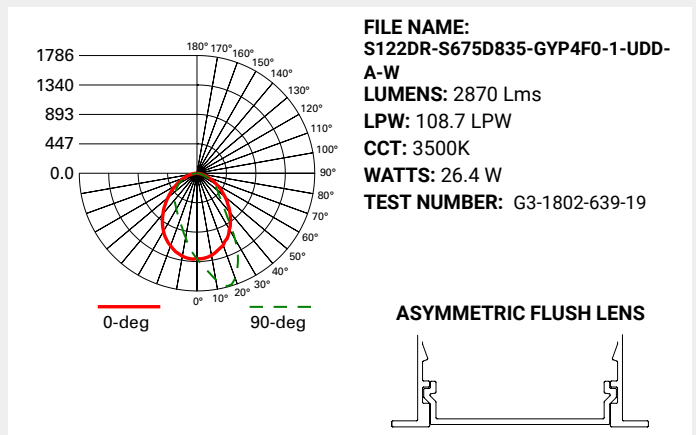 FILE NAME:
S122DR-S675D835-GYP4F0-1-UDD-
A-W
LUMENS: 2870 Lms
LPW: 108.7 LPW
CCT: 3500K
WATTS: 26.4 W
TEST NUMBER: G3-1802-639-19
1786
1340
893
447
0.0
180°
170°
160°
150°
140°
130°
120°
110°
100°
90°
80°
70°
60°
50°
40°
30°
20°
10°
0°
0-deg
90-deg
ASYMMETRIC FLUSH LENS